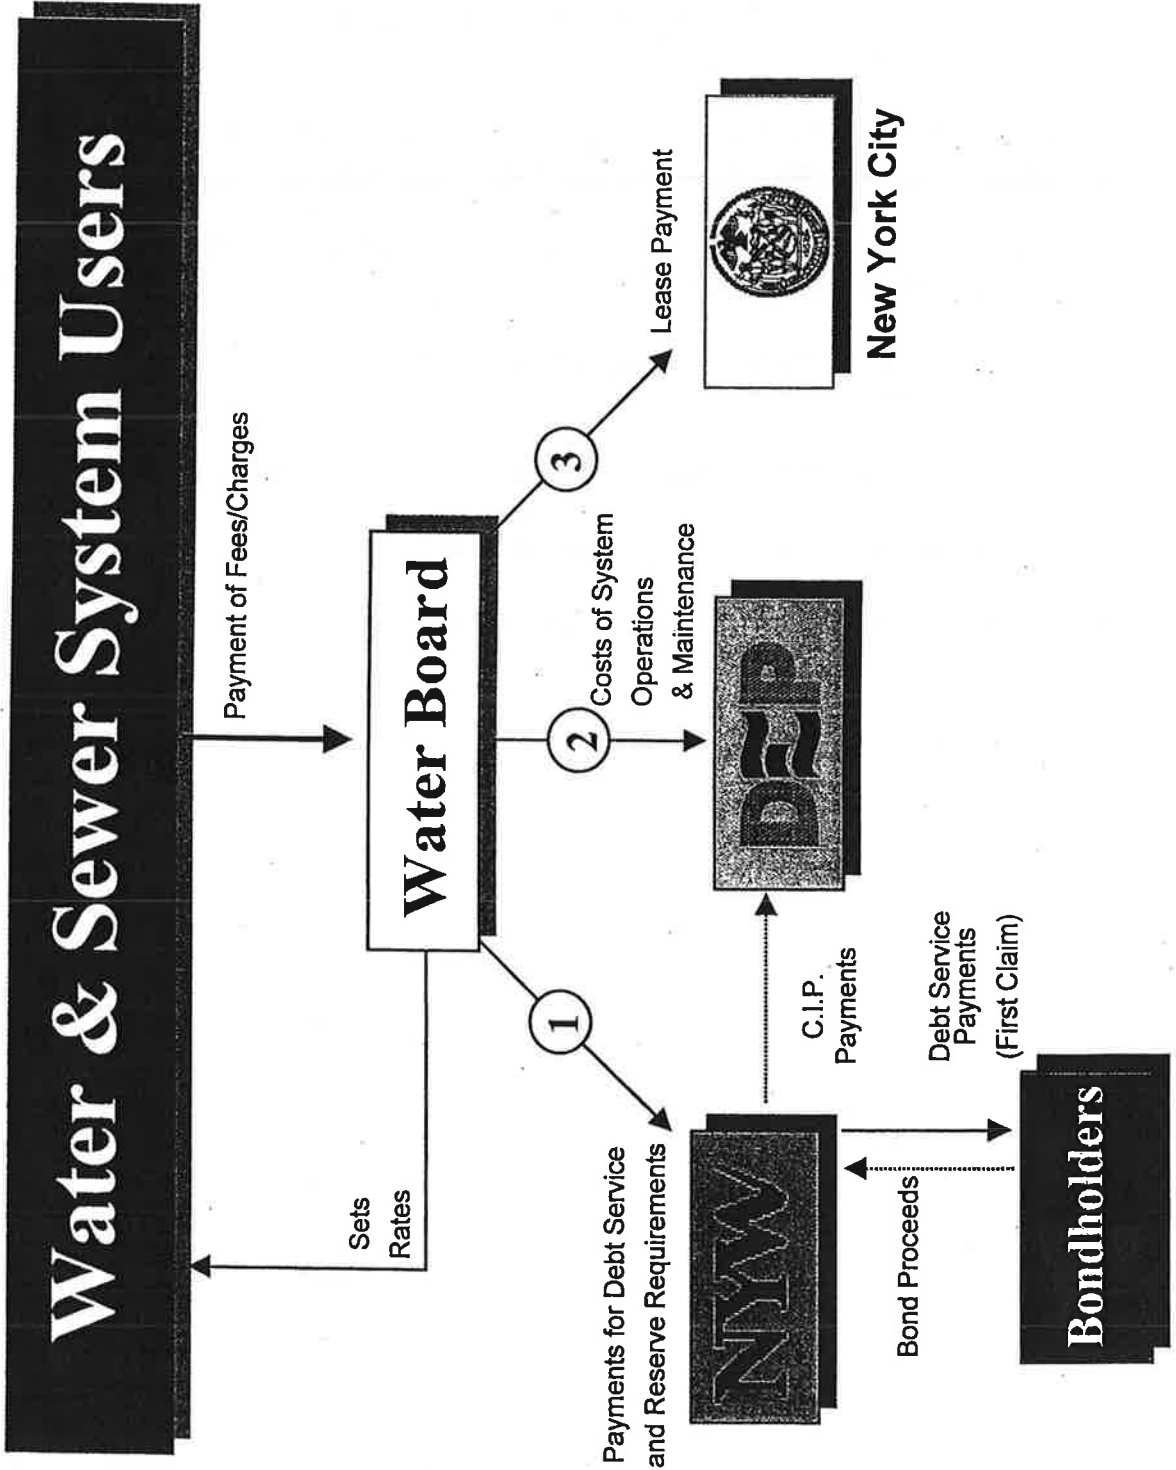 Water & Sewer System Users
Payment of Fees/Charges
Sets
Rates
Water Board
1
2
3
Payments for Debt Service
and Reserve Requirements
Costs of System
Operations
& Maintenance
Lease Payment
NYW
C.I.P.
Payments
DEP
New York City
Bond Proceeds
Debt Service
Payments
(First Claim)
Bondholders